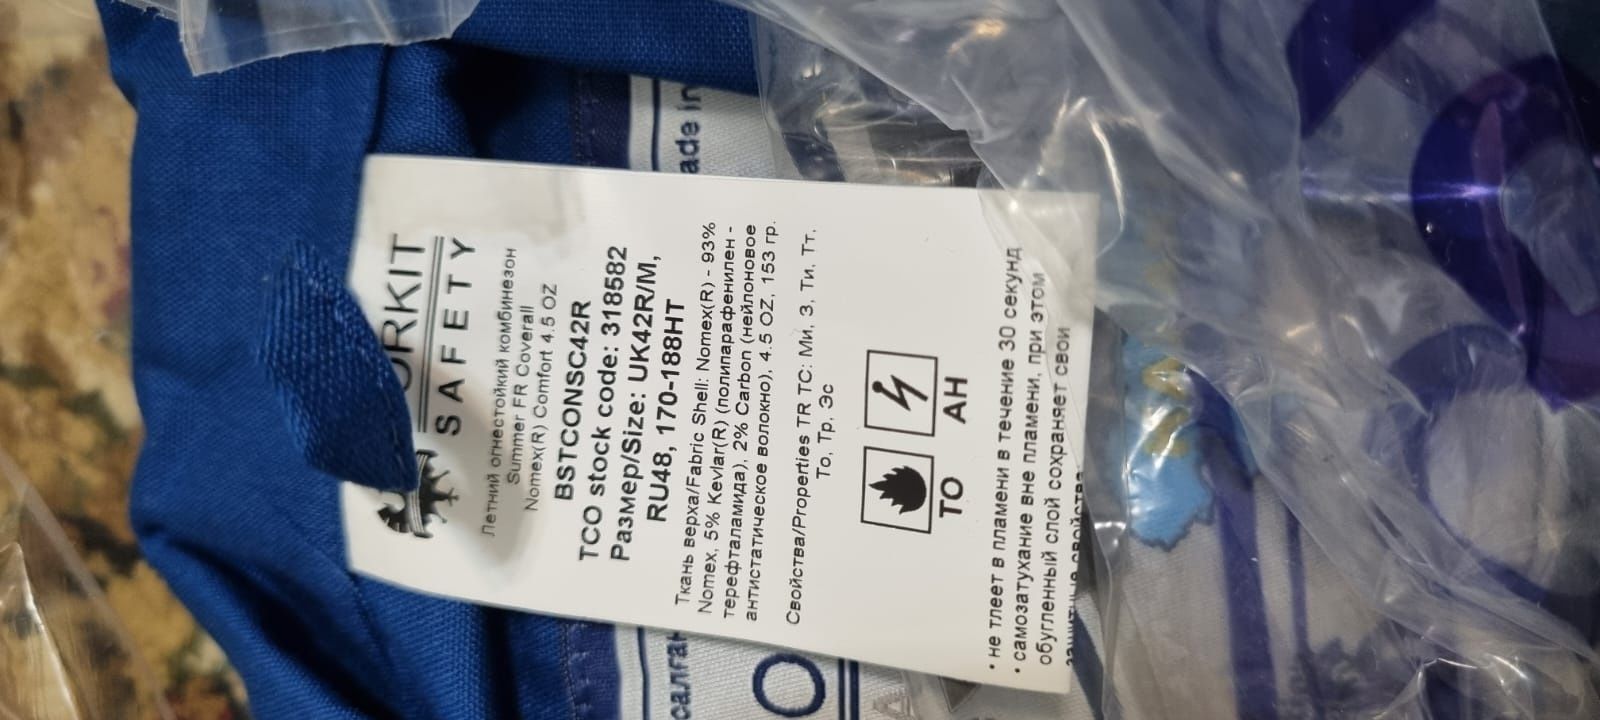 ORKIT
SAFETY
Летний огнестойкий комбинезон
Summer FR Coverall
Nomex(R) Comfort 4.5 OZ
BSTCONSC42R
TCO stock code: 318582
Размер/Size: UK42R/M,
RU48, 170-188HT
Ткань верха/Fabric Shell: Nomex(R) - 93%
Nomex, 5% Kevlar(R) (полипарафенилен -
терефталамида), 2% Carbon (нейлоновое
антистатическое волокно), 4.5 OZ, 153 гр.
Свойства/Properties TR TC: Ми, З, Ти, Тт,
То, Тр, Эс
ТО АН
• не тлеет в пламени в течение 30 секунд
• самозатухание вне пламени, при этом
обугленный слой сохраняет свои
защитные свойства
ade in